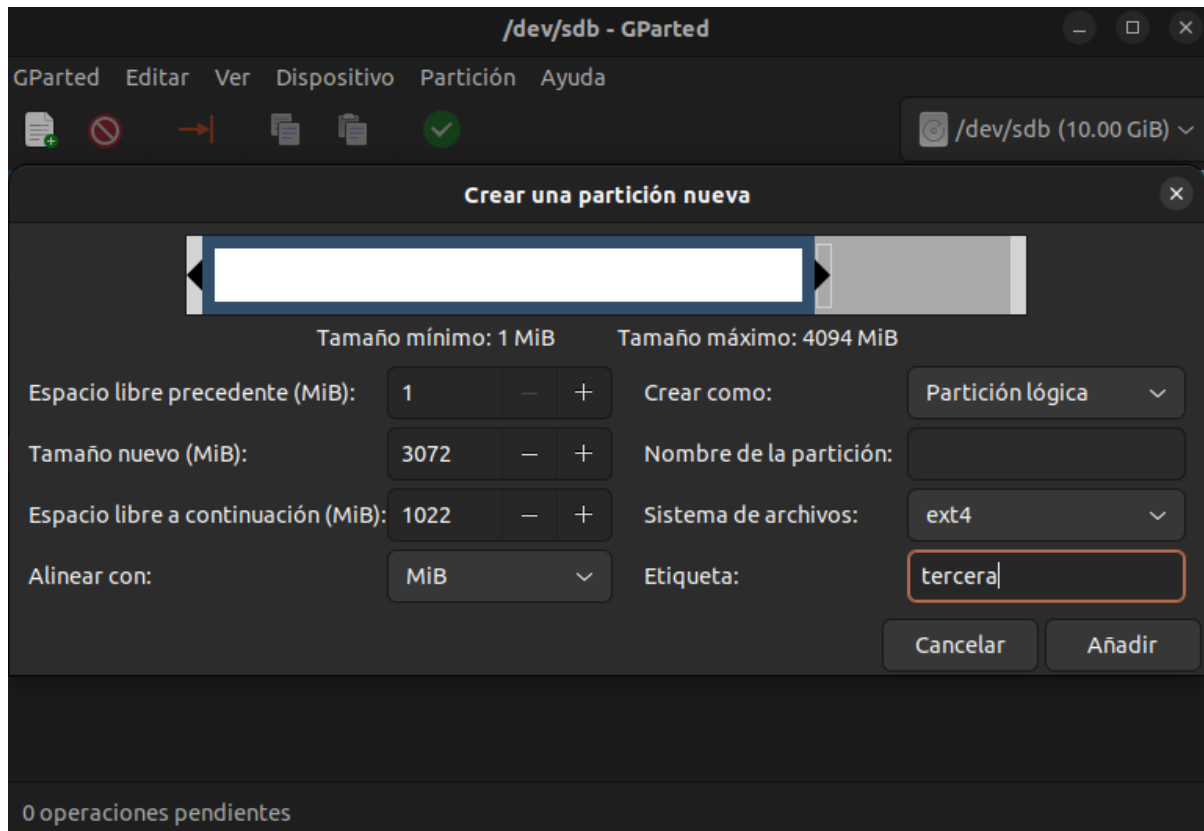 /dev/sdb - GParted
GParted Editar Ver Dispositivo Partición Ayuda
/dev/sdb (10.00 GiB)
Crear una partición nueva
Tamaño mínimo: 1 MiB Tamaño máximo: 4094 MiB
Espacio libre precedente (MiB): 1 − + Crear como: Partición lógica
Tamaño nuevo (MiB): 3072 − + Nombre de la partición:
Espacio libre a continuación (MiB): 1022 − + Sistema de archivos: ext4
Alinear con: MiB Etiqueta: tercera
Cancelar Añadir
0 operaciones pendientes